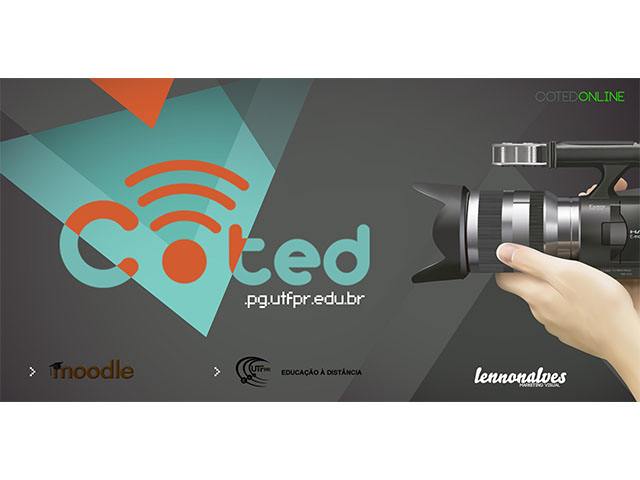 COTEDONLINE
Coted
.pg.utfpr.edu.br
moodle
UTFPR
EDUCAÇÃO À DISTÂNCIA
lennonalves
MARKETING VISUAL